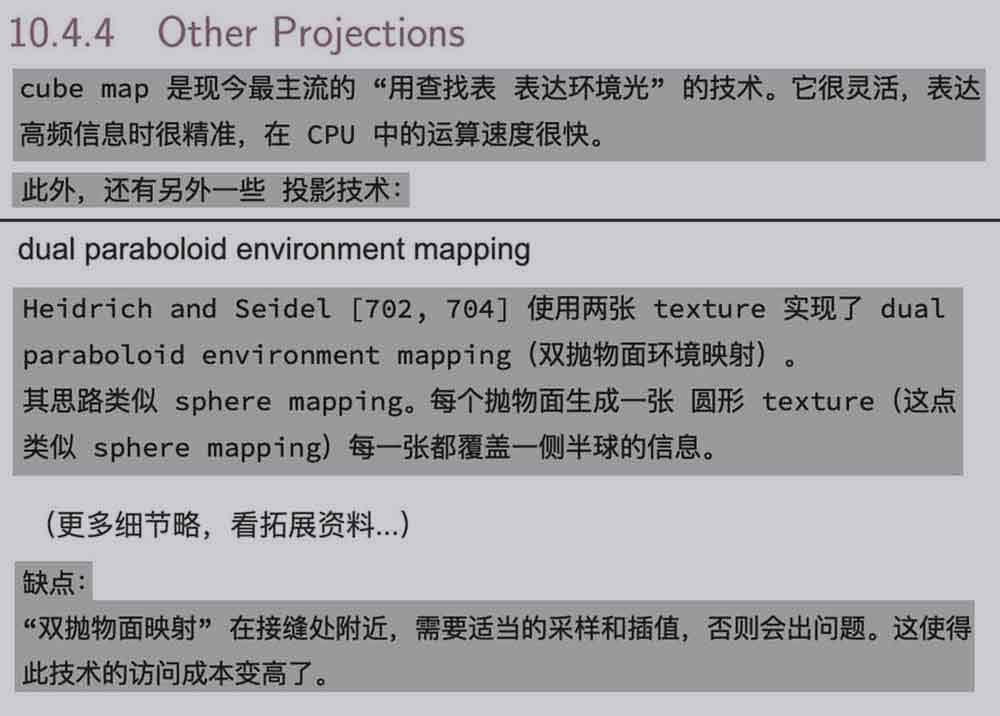 10.4.4 Other Projections
cube map 是现今最主流的 “用查找表 表达环境光” 的技术。它很灵活，表达
高频信息时很精准，在 CPU 中的运算速度很快。
此外，还有另外一些 投影技术：
dual paraboloid environment mapping
Heidrich and Seidel [702, 704] 使用两张 texture 实现了 dual
paraboloid environment mapping（双抛物面环境映射）。
其思路类似 sphere mapping。每个抛物面生成一张 圆形 texture（这点
类似 sphere mapping）每一张都覆盖一侧半球的信息。
（更多细节略，看拓展资料...）
缺点：
“双抛物面映射” 在接缝处附近，需要适当的采样和插值，否则会出问题。这使得
此技术的访问成本变高了。